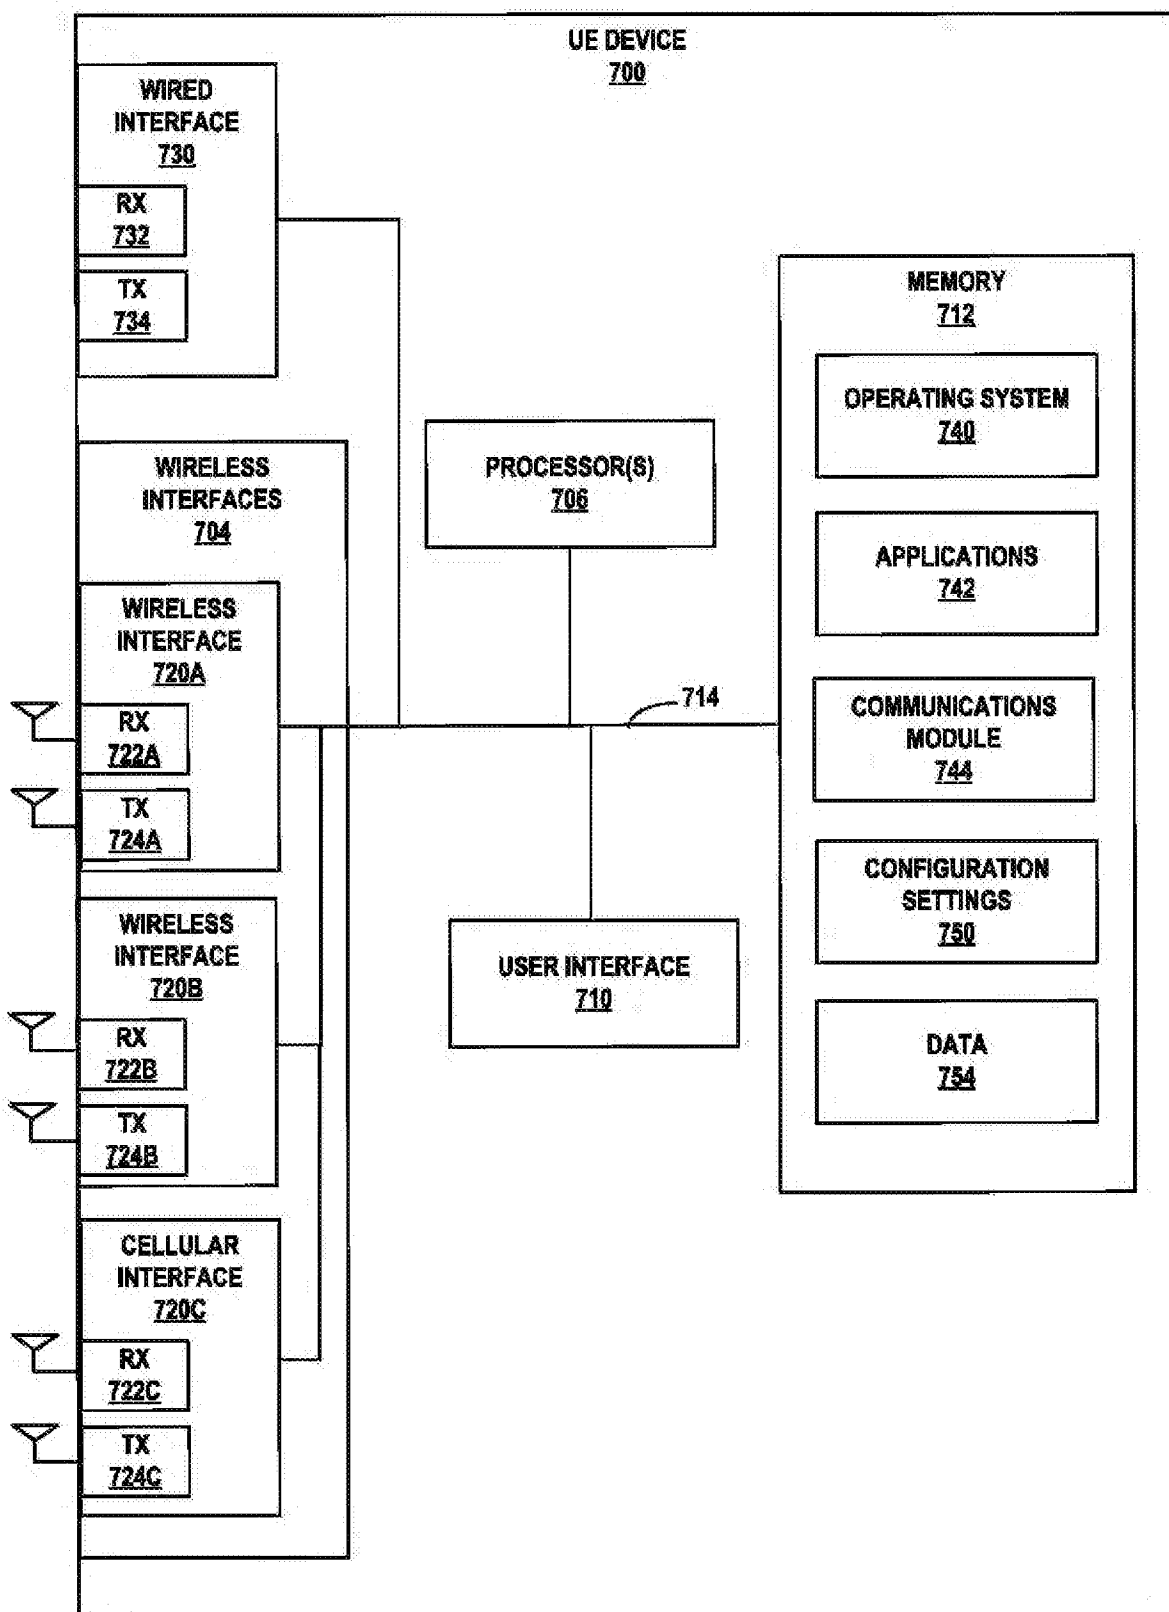 UE DEVICE
700
WIRED
INTERFACE
730
RX
732
TX
734
WIRELESS
INTERFACES
704
WIRELESS
INTERFACE
720A
RX
722A
TX
724A
WIRELESS
INTERFACE
720B
RX
722B
TX
724B
CELLULAR
INTERFACE
720C
RX
722C
TX
724C
PROCESSOR(S)
706
714
USER INTERFACE
710
MEMORY
712
OPERATING SYSTEM
740
APPLICATIONS
742
COMMUNICATIONS
MODULE
744
CONFIGURATION
SETTINGS
750
DATA
754